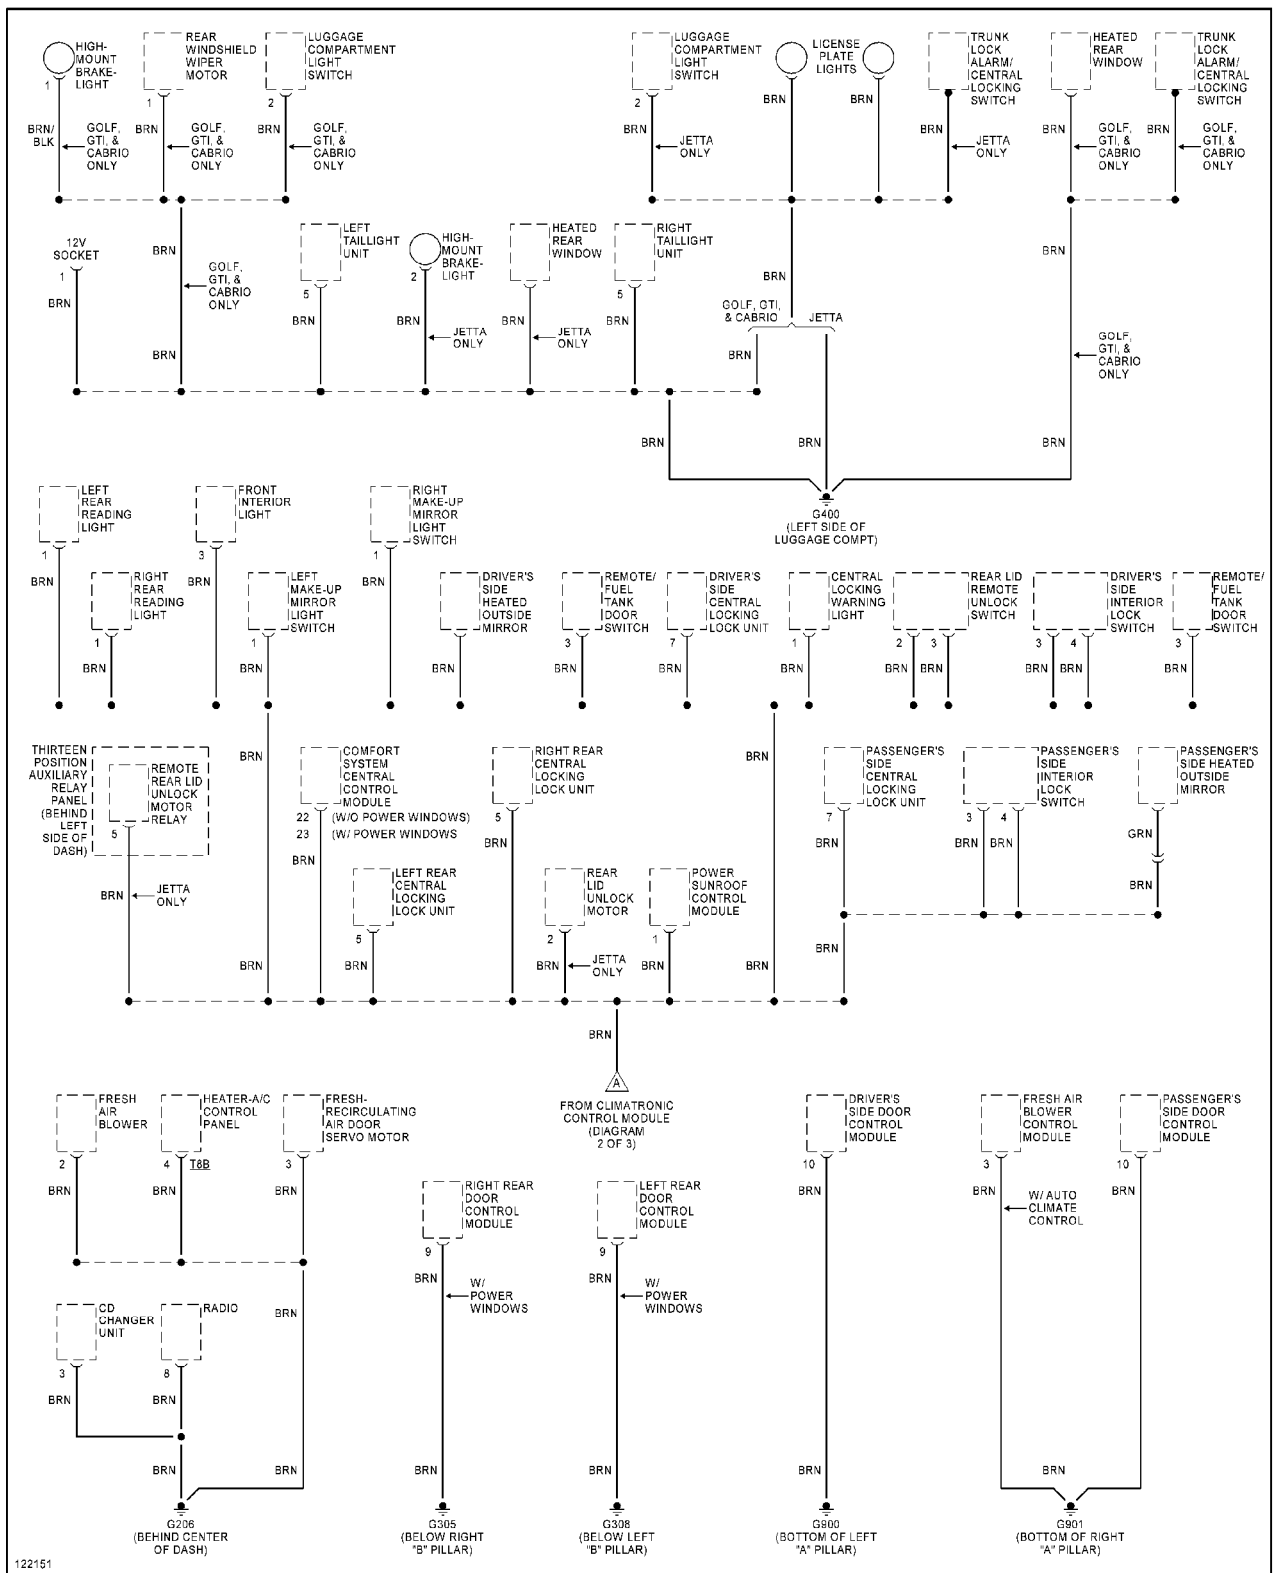 HIGH-
MOUNT
BRAKE-
LIGHT
1
BRN/
BLK
GOLF,
GTI, &
CABRIO
ONLY
REAR
WINDSHIELD
WIPER
MOTOR
1
BRN
GOLF,
GTI, &
CABRIO
ONLY
LUGGAGE
COMPARTMENT
LIGHT
SWITCH
2
BRN
GOLF,
GTI, &
CABRIO
ONLY
LUGGAGE
COMPARTMENT
LIGHT
SWITCH
2
BRN
JETTA
ONLY
LICENSE
PLATE
LIGHTS
BRN
BRN
TRUNK
LOCK
ALARM/
CENTRAL
LOCKING
SWITCH
BRN
JETTA
ONLY
HEATED
REAR
WINDOW
1
BRN
GOLF,
GTI, &
CABRIO
ONLY
TRUNK
LOCK
ALARM/
CENTRAL
LOCKING
SWITCH
BRN
GOLF,
GTI, &
CABRIO
ONLY
12V
SOCKET
1
BRN
BRN
GOLF,
GTI, &
CABRIO
ONLY
BRN
LEFT
TAILLIGHT
UNIT
5
BRN
HIGH-
MOUNT
BRAKE-
LIGHT
2
BRN
JETTA
ONLY
HEATED
REAR
WINDOW
BRN
JETTA
ONLY
RIGHT
TAILLIGHT
UNIT
5
BRN
BRN
GOLF, GTI,
& CABRIO
JETTA
BRN
BRN
GOLF,
GTI, &
CABRIO
ONLY
BRN
BRN
BRN
G400
(LEFT SIDE OF
LUGGAGE COMPT)
LEFT
REAR
READING
LIGHT
1
BRN
FRONT
INTERIOR
LIGHT
3
BRN
RIGHT
MAKE-UP
MIRROR
LIGHT
SWITCH
1
BRN
RIGHT
REAR
READING
LIGHT
1
BRN
LEFT
MAKE-UP
MIRROR
LIGHT
SWITCH
1
BRN
DRIVER'S
SIDE
HEATED
OUTSIDE
MIRROR
BRN
REMOTE/
FUEL
TANK
DOOR
SWITCH
3
BRN
DRIVER'S
SIDE
CENTRAL
LOCKING
LOCK UNIT
7
BRN
CENTRAL
LOCKING
WARNING
LIGHT
1
BRN
REAR LID
REMOTE
UNLOCK
SWITCH
2 3
BRN BRN
DRIVER'S
SIDE
INTERIOR
LOCK
SWITCH
3 4
BRN BRN
REMOTE/
FUEL
TANK
DOOR
SWITCH
3
BRN
THIRTEEN
POSITION
AUXILIARY
RELAY
PANEL
(BEHIND
LEFT
SIDE OF
DASH)
REMOTE
REAR LID
UNLOCK
MOTOR
RELAY
5
BRN
JETTA
ONLY
BRN
BRN
COMFORT
SYSTEM
CENTRAL
CONTROL
MODULE
22 (W/O POWER WINDOWS)
23 (W/ POWER WINDOWS
BRN
LEFT REAR
CENTRAL
LOCKING
LOCK UNIT
5
BRN
RIGHT REAR
CENTRAL
LOCKING
LOCK UNIT
5
BRN
REAR
LID
UNLOCK
MOTOR
2
BRN
JETTA
ONLY
POWER
SUNROOF
CONTROL
MODULE
1
BRN
BRN
BRN
PASSENGER'S
SIDE
CENTRAL
LOCKING
LOCK UNIT
7
BRN
BRN
PASSENGER'S
SIDE
INTERIOR
LOCK
SWITCH
3 4
BRN BRN
PASSENGER'S
SIDE HEATED
OUTSIDE
MIRROR
GRN
BRN
BRN
A
FROM CLIMATRONIC
CONTROL MODULE
(DIAGRAM
2 OF 3)
FRESH
AIR
BLOWER
2
BRN
HEATER-A/C
CONTROL
PANEL
4 T6B
BRN
FRESH-
RECIRCULATING
AIR DOOR
SERVO MOTOR
3
BRN
BRN
CD
CHANGER
UNIT
3
BRN
RADIO
8
BRN
BRN
BRN
G206
(BEHIND CENTER
OF DASH)
RIGHT REAR
DOOR
CONTROL
MODULE
9
BRN
W/
POWER
WINDOWS
G305
(BELOW RIGHT
"B" PILLAR)
LEFT REAR
DOOR
CONTROL
MODULE
9
BRN
W/
POWER
WINDOWS
G308
(BELOW LEFT
"B" PILLAR)
DRIVER'S
SIDE DOOR
CONTROL
MODULE
10
BRN
BRN
G900
(BOTTOM OF LEFT
"A" PILLAR)
FRESH AIR
BLOWER
CONTROL
MODULE
3
BRN
W/ AUTO
CLIMATE
CONTROL
PASSENGER'S
SIDE DOOR
CONTROL
MODULE
10
BRN
BRN
BRN
G901
(BOTTOM OF RIGHT
"A" PILLAR)
122151